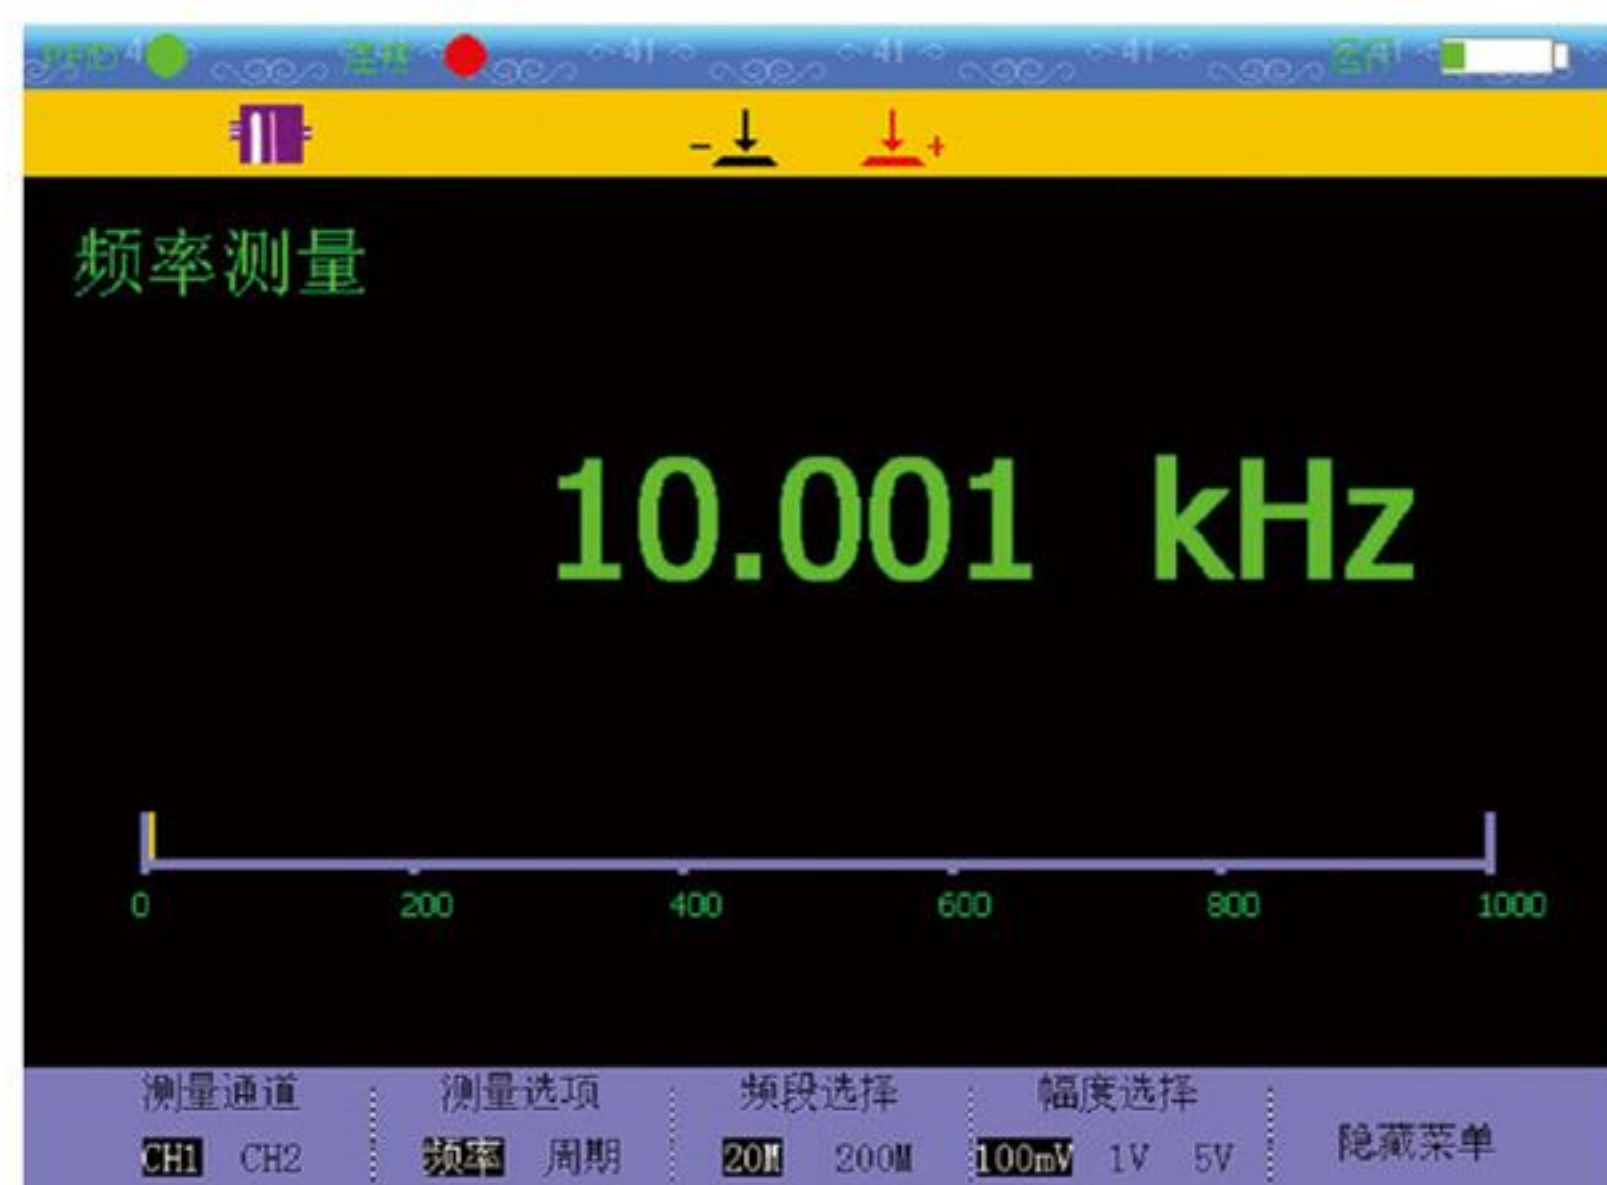 频率测量
10.001 kHz
0 200 400 600 800 1000
测量通道 测量选项 频段选择 幅度选择
CH1 CH2 频率 周期 20M 200M 100mV 1V 5V 隐藏菜单